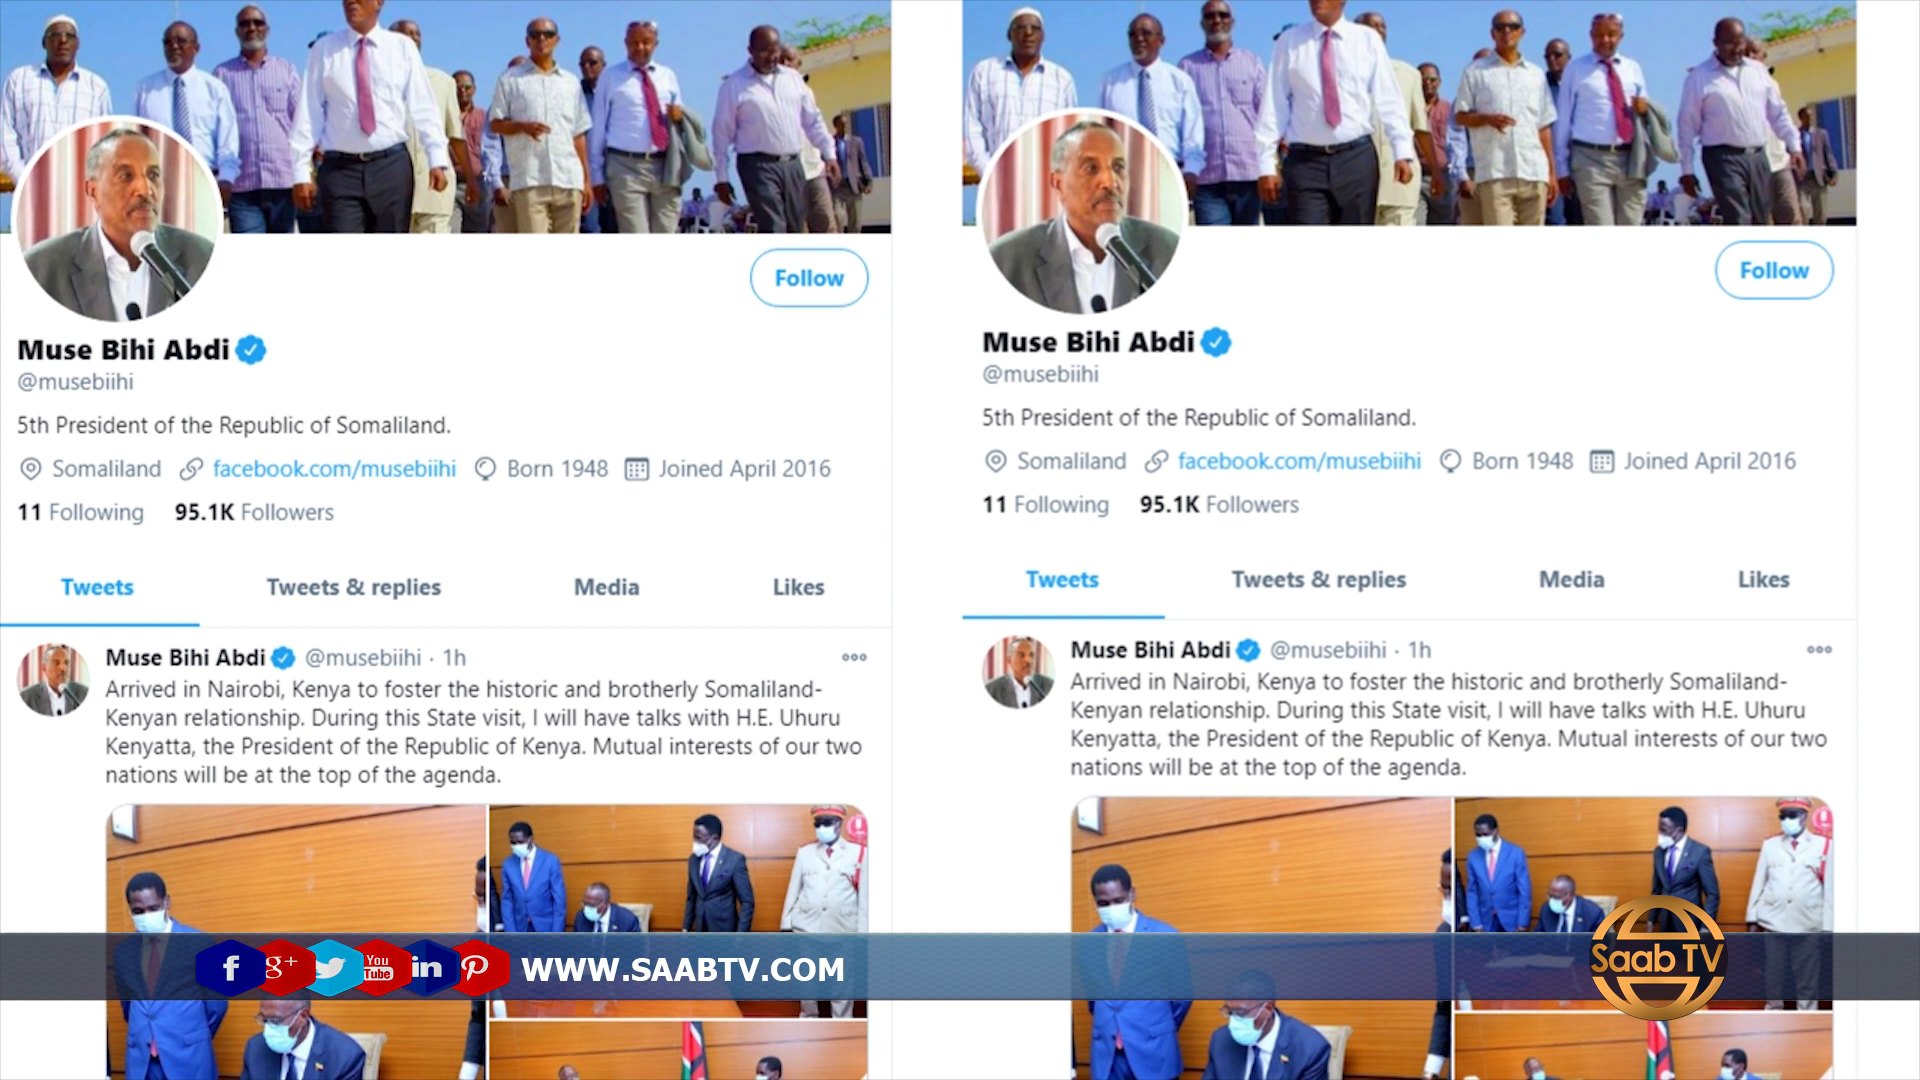 Follow
Muse Bihi Abdi
@musebiihi
5th President of the Republic of Somaliland.
Somaliland facebook.com/musebiihi Born 1948 Joined April 2016
11 Following 95.1K Followers
Tweets Tweets & replies Media Likes
Muse Bihi Abdi @musebiihi · 1h
Arrived in Nairobi, Kenya to foster the historic and brotherly Somaliland-
Kenyan relationship. During this State visit, I will have talks with H.E. Uhuru
Kenyatta, the President of the Republic of Kenya. Mutual interests of our two
nations will be at the top of the agenda.
Follow
Muse Bihi Abdi
@musebiihi
5th President of the Republic of Somaliland.
Somaliland facebook.com/musebiihi Born 1948 Joined April 2016
11 Following 95.1K Followers
Tweets Tweets & replies Media Likes
Muse Bihi Abdi @musebiihi · 1h
Arrived in Nairobi, Kenya to foster the historic and brotherly Somaliland-
Kenyan relationship. During this State visit, I will have talks with H.E. Uhuru
Kenyatta, the President of the Republic of Kenya. Mutual interests of our two
nations will be at the top of the agenda.
f g+ You Tube in WWW.SAABTV.COM
Saab TV